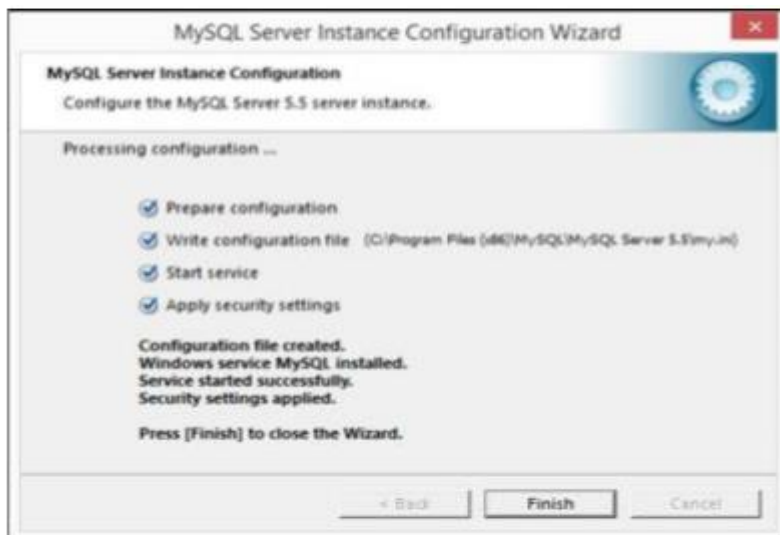 MySQL Server Instance Configuration Wizard
MySQL Server Instance Configuration
Configure the MySQL Server 5.5 server instance.
Processing configuration ...
Prepare configuration
Write configuration file (C:\Program Files (x86)\MySQL\MySQL Server 5.5\my.ini)
Start service
Apply security settings
Configuration file created.
Windows service MySQL installed.
Service started successfully.
Security settings applied.
Press [Finish] to close the Wizard.
< Back Finish Cancel